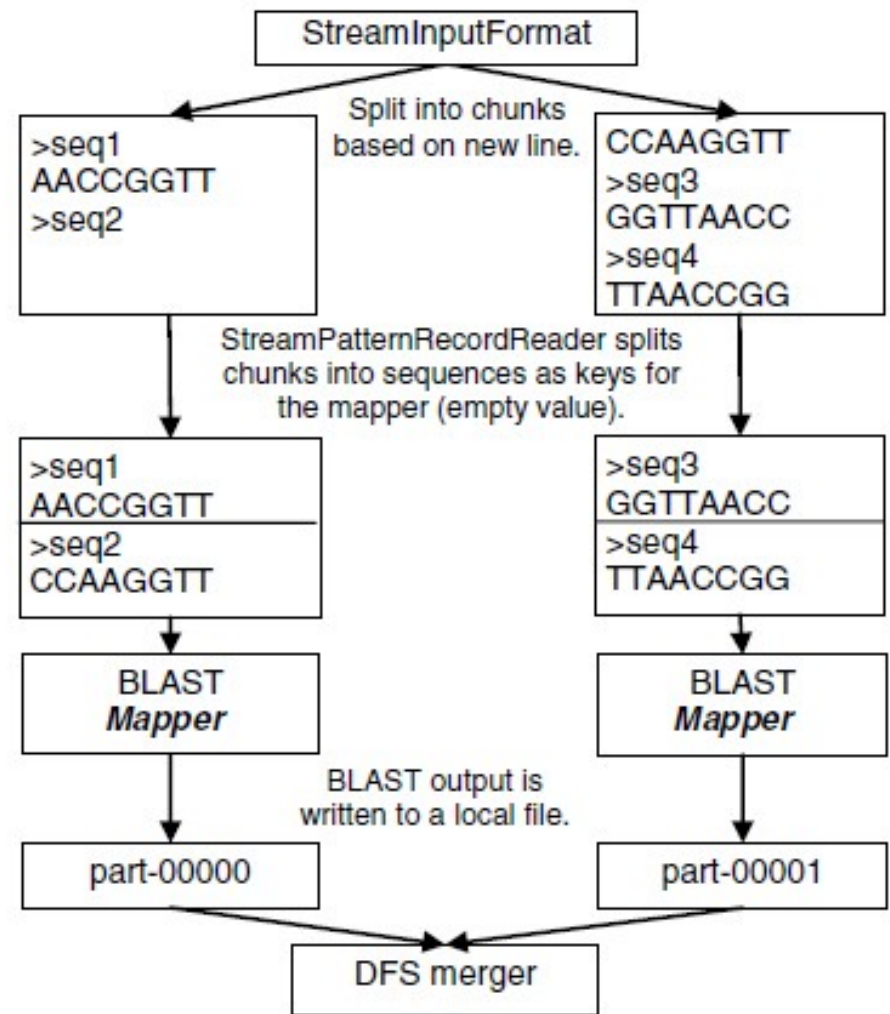 StreamInputFormat
Split into chunks
based on new line.
>seq1
AACCGGTT
>seq2
CCAAGGTT
>seq3
GGTTAACC
>seq4
TTAACCGG
StreamPatternRecordReader splits
chunks into sequences as keys for
the mapper (empty value).
>seq1
AACCGGTT
>seq2
CCAAGGTT
>seq3
GGTTAACC
>seq4
TTAACCGG
BLAST
Mapper
BLAST
Mapper
BLAST output is
written to a local file.
part-00000
part-00001
DFS merger